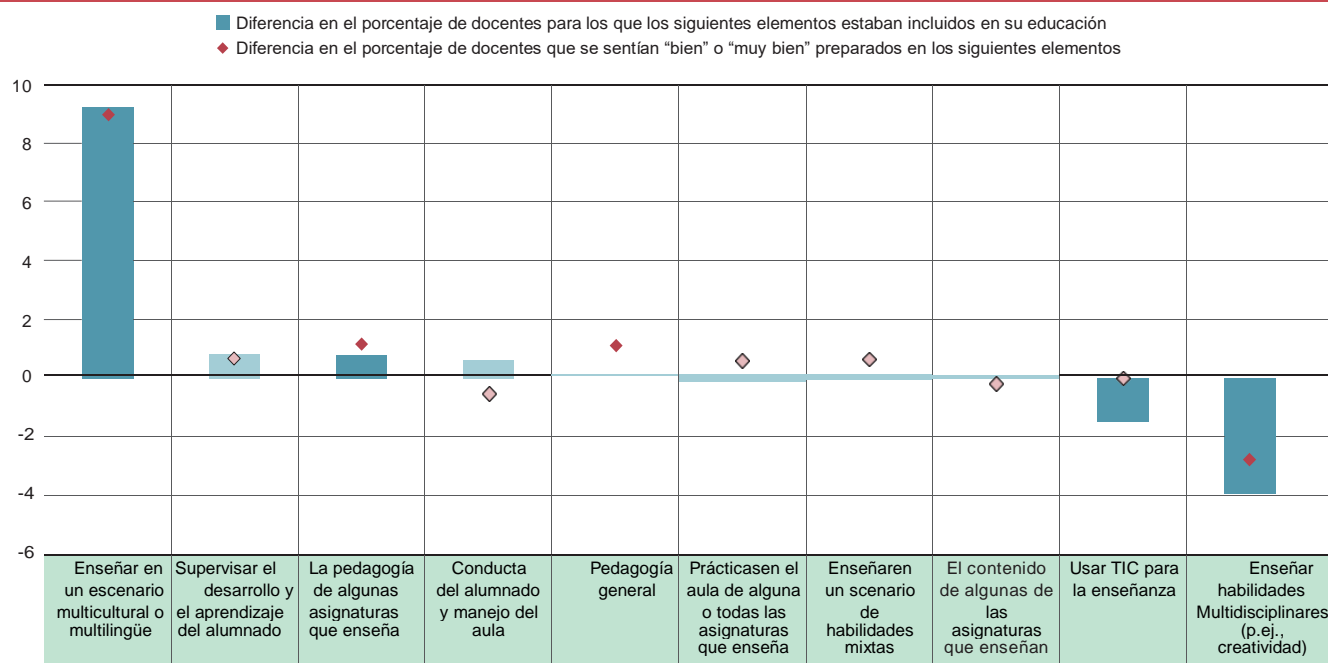 Diferencia en el porcentaje de docentes para los que los siguientes elementos estaban incluidos en su educación
Diferencia en el porcentaje de docentes que se sentían “bien” o “muy bien” preparados en los siguientes elementos
10
8
6
4
2
0
-2
-4
-6
Enseñar en
un escenario
multicultural o
multilingüe
Supervisar el
desarrollo y
el aprendizaje
del alumnado
La pedagogía
de algunas
asignaturas
que enseña
Conducta
del alumnado
y manejo del
aula
Pedagogía
general
Prácticasen el
aula de alguna
o todas las
asignaturas
que enseña
Enseñaren
un scenario
de
habilidades
mixtas
El contenido
de algunas de
las
asignaturas
que enseñan
Usar TIC para
la enseñanza
Enseñar
habilidades
Multidisciplinares
(p.ej.,
creatividad)